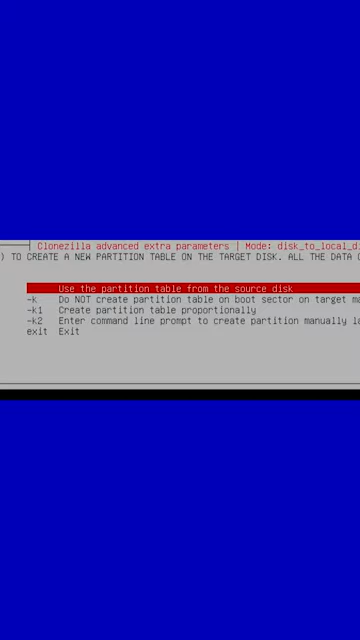 Clonezilla advanced extra parameters | Mode: disk_to_local_di
) TO CREATE A NEW PARTITION TABLE ON THE TARGET DISK. ALL THE DATA
Use the partition table from the source disk
-k Do NOT create partition table on boot sector on target ma
-k1 Create partition table proportionally
-k2 Enter command line prompt to create partition manually la
exit Exit